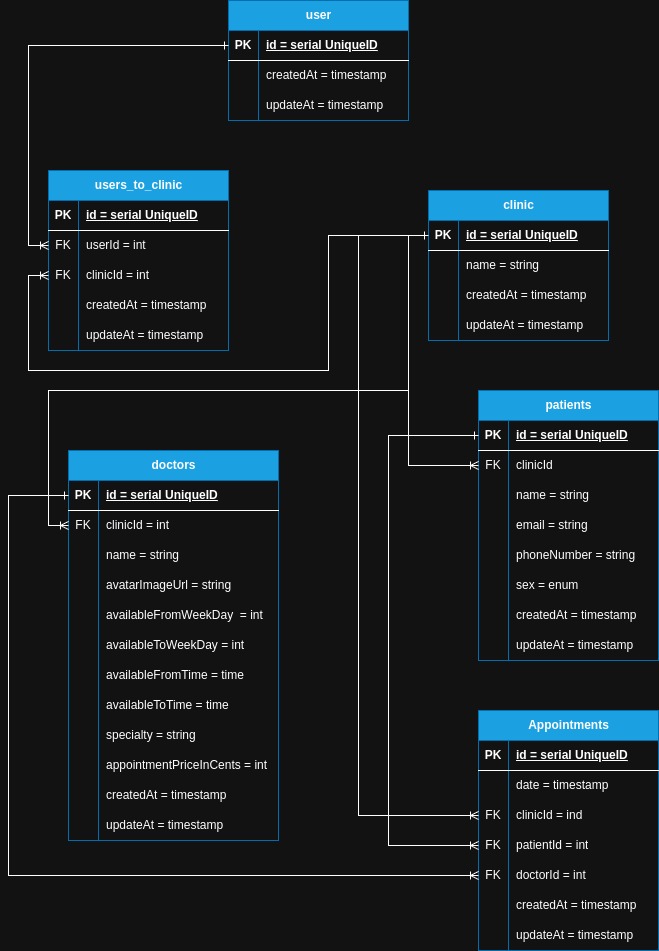 user
PK id = serial UniqueID
createdAt = timestamp
updateAt = timestamp
users_to_clinic
PK id = serial UniqueID
FK userId = int
FK clinicId = int
createdAt = timestamp
updateAt = timestamp
clinic
PK id = serial UniqueID
name = string
createdAt = timestamp
updateAt = timestamp
patients
PK id = serial UniqueID
FK clinicId
name = string
email = string
phoneNumber = string
sex = enum
createdAt = timestamp
updateAt = timestamp
doctors
PK id = serial UniqueID
FK clinicId = int
name = string
avatarImageUrl = string
availableFromWeekDay  = int
availableToWeekDay = int
availableFromTime = time
availableToTime = time
specialty = string
appointmentPriceInCents = int
createdAt = timestamp
updateAt = timestamp
Appointments
PK id = serial UniqueID
date = timestamp
FK clinicId = ind
FK patientId = int
FK doctorId = int
createdAt = timestamp
updateAt = timestamp